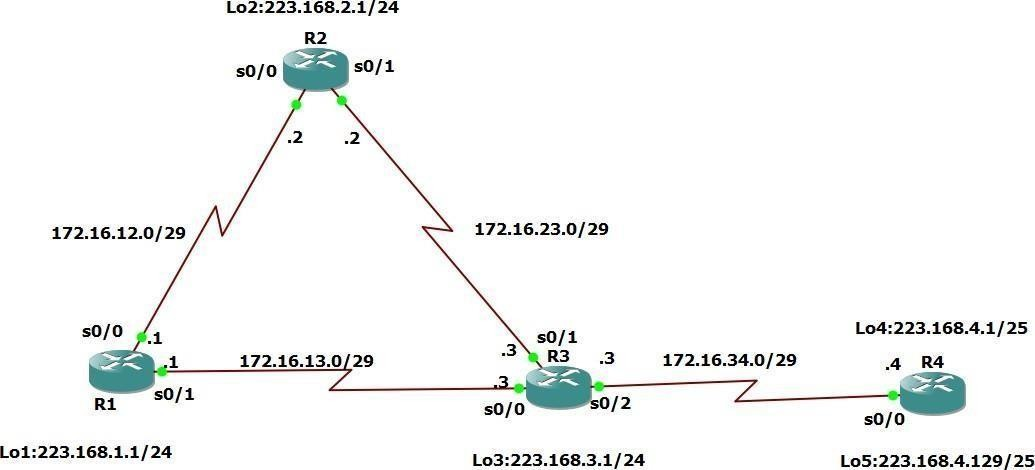 Lo2:223.168.2.1/24
R2
s0/0
s0/1
.2
.2
172.16.12.0/29
172.16.23.0/29
s0/0
.1
.1
172.16.13.0/29
s0/1
R1
Lo1:223.168.1.1/24
s0/1
.3
R3
.3
.3
s0/0
s0/2
172.16.34.0/29
Lo3:223.168.3.1/24
Lo4:223.168.4.1/25
R4
.4
s0/0
Lo5:223.168.4.129/25